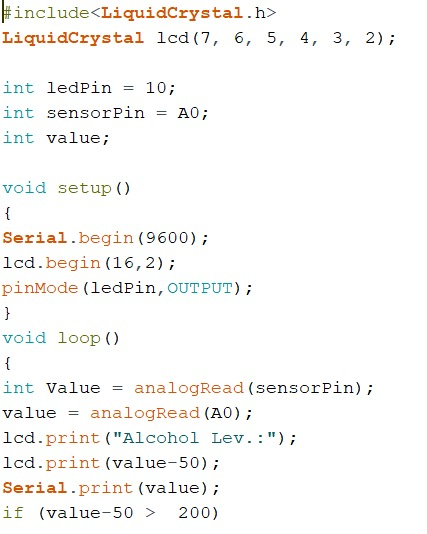 #include<LiquidCrystal.h>
LiquidCrystal lcd(7, 6, 5, 4, 3, 2);
int ledPin = 10;
int sensorPin = A0;
int value;
void setup()
{
Serial.begin(9600);
lcd.begin(16,2);
pinMode(ledPin,OUTPUT);
}
void loop()
{
int Value = analogRead(sensorPin);
value = analogRead(A0);
lcd.print("Alcohol Lev.:");
lcd.print(value-50);
Serial.print(value);
if (value-50 >  200)